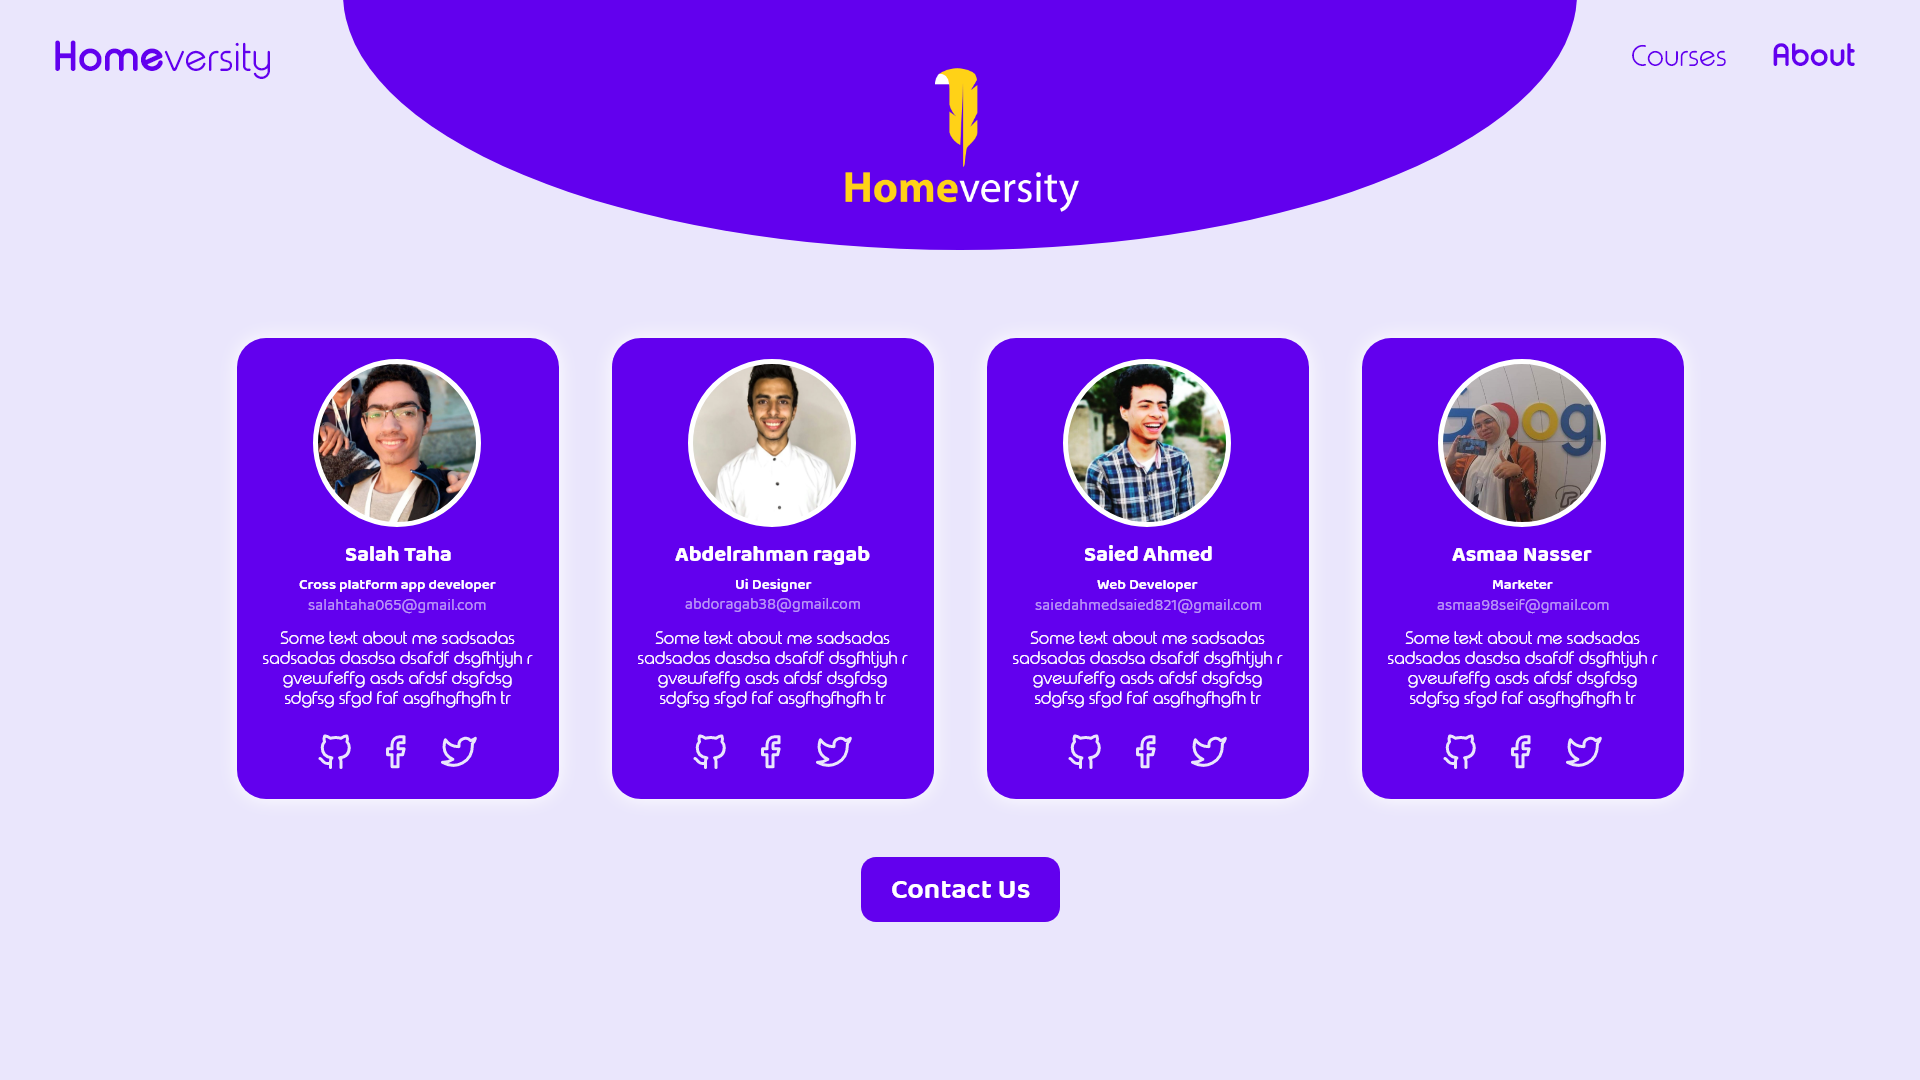 Homeversity
Courses
About
Homeversity
Salah Taha
Cross platform app developer
salahtaha065@gmail.com
Some text about me sadsadas
sadsadas dasdsa dsafdf dsgfhtjyh r
gvewfeffg asds afdsf dsgfdsg
sdgfsg sfgd faf asgfhgfhgfh tr
Abdelrahman ragab
Ui Designer
abdoragab38@gmail.com
Some text about me sadsadas
sadsadas dasdsa dsafdf dsgfhtjyh r
gvewfeffg asds afdsf dsgfdsg
sdgfsg sfgd faf asgfhgfhgfh tr
Saied Ahmed
Web Developer
saiedahmedsaied821@gmail.com
Some text about me sadsadas
sadsadas dasdsa dsafdf dsgfhtjyh r
gvewfeffg asds afdsf dsgfdsg
sdgfsg sfgd faf asgfhgfhgfh tr
oog
Asmaa Nasser
Marketer
asmaa98seif@gmail.com
Some text about me sadsadas
sadsadas dasdsa dsafdf dsgfhtjyh r
gvewfeffg asds afdsf dsgfdsg
sdgfsg sfgd faf asgfhgfhgfh tr
Contact Us